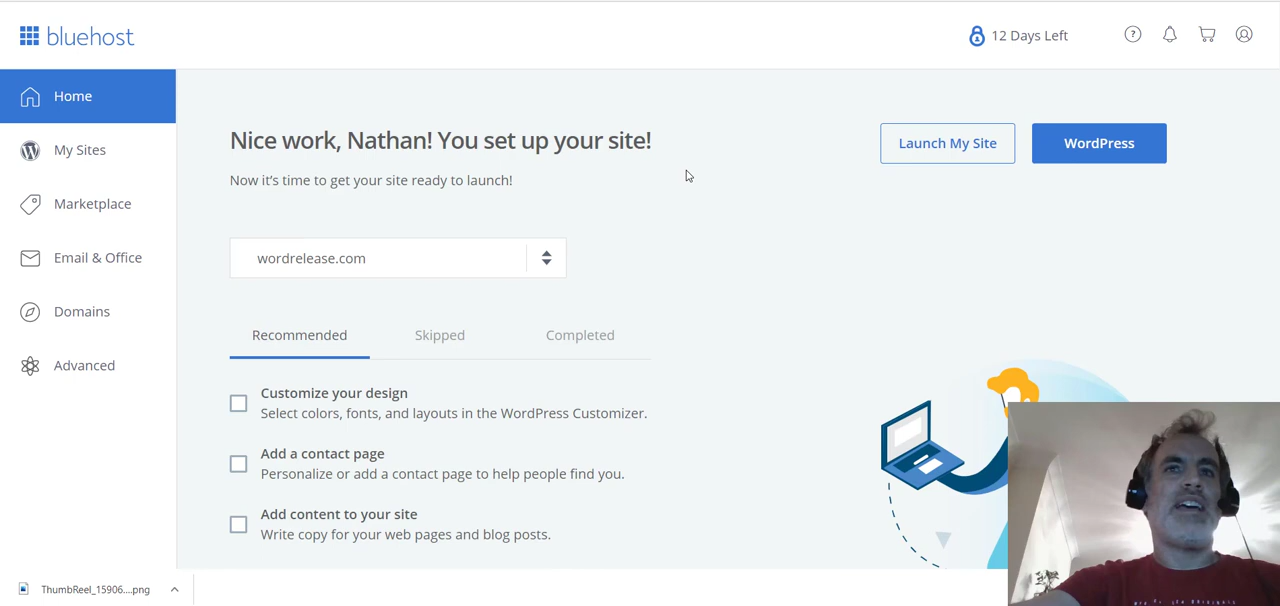 bluehost
12 Days Left
Home
My Sites
Marketplace
Email & Office
Domains
Advanced
Nice work, Nathan! You set up your site!
Now it's time to get your site ready to launch!
Launch My Site
WordPress
wordrelease.com
Recommended
Skipped
Completed
Customize your design
Select colors, fonts, and layouts in the WordPress Customizer.
Add a contact page
Personalize or add a contact page to help people find you.
Add content to your site
Write copy for your web pages and blog posts.
ThumbReel_15906....png